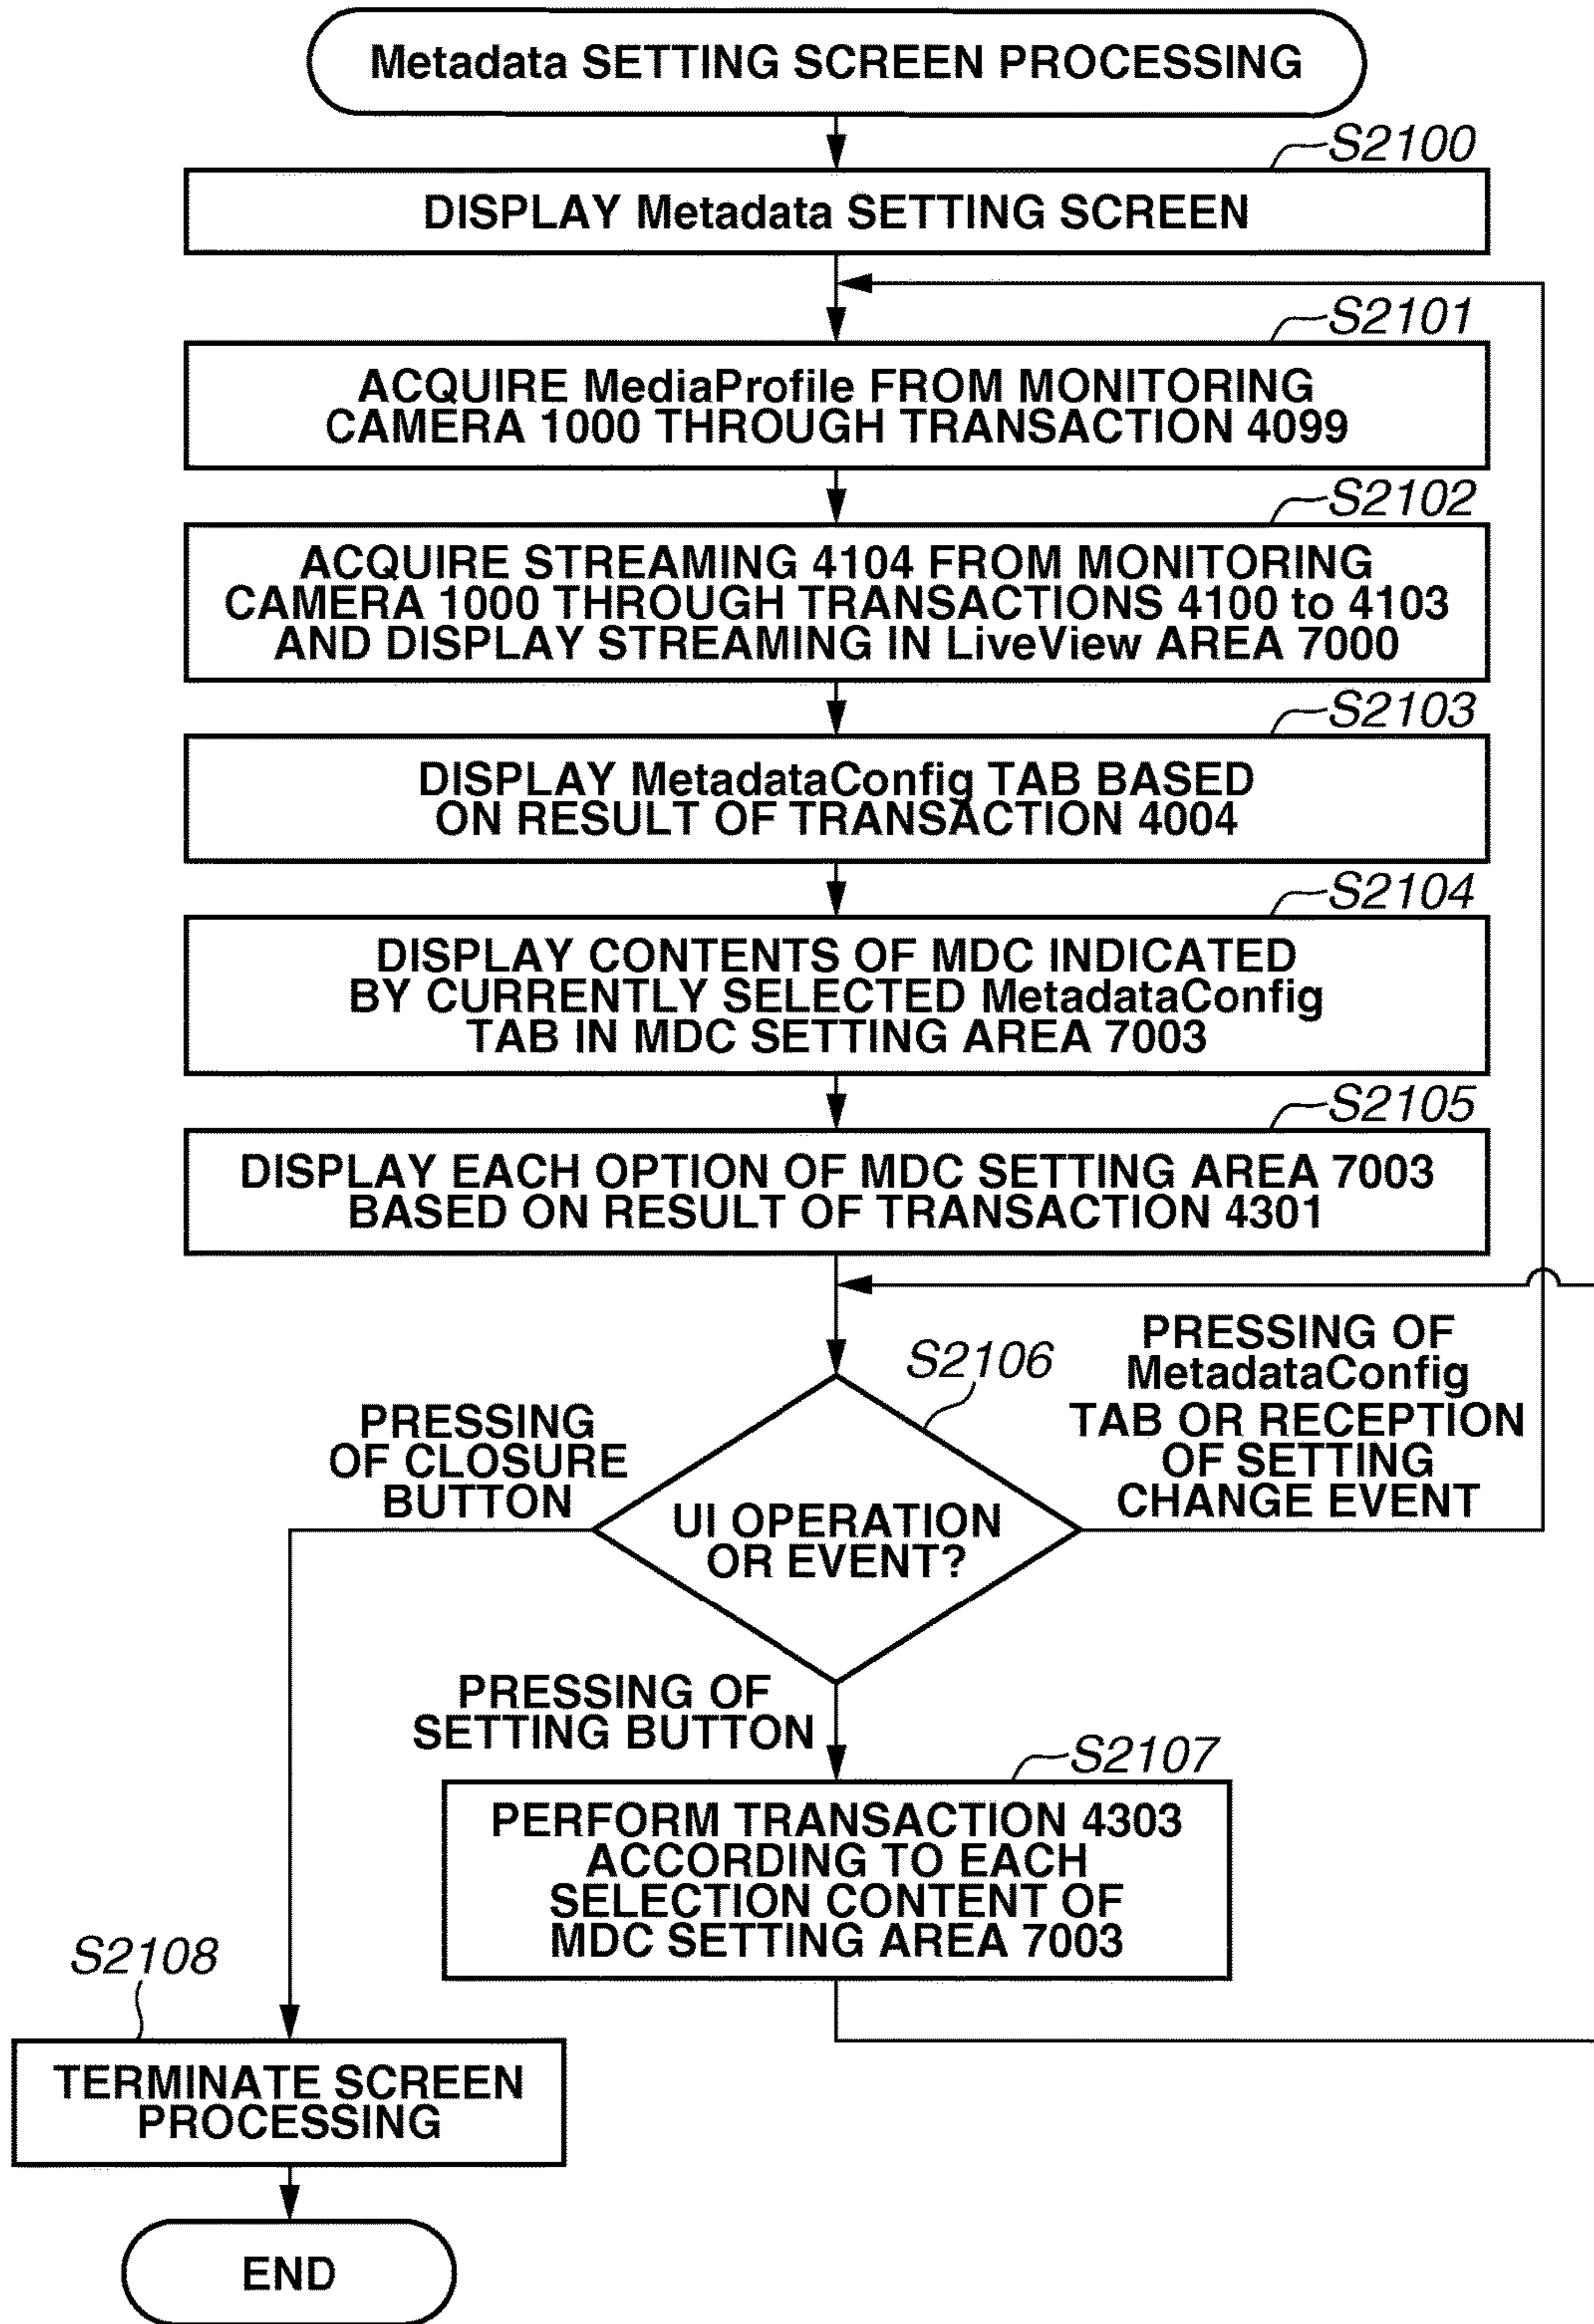 Metadata SETTING SCREEN PROCESSING
S2100
DISPLAY Metadata SETTING SCREEN
S2101
ACQUIRE MediaProfile FROM MONITORING
CAMERA 1000 THROUGH TRANSACTION 4099
S2102
ACQUIRE STREAMING 4104 FROM MONITORING
CAMERA 1000 THROUGH TRANSACTIONS 4100 to 4103
AND DISPLAY STREAMING IN LiveView AREA 7000
S2103
DISPLAY MetadataConfig TAB BASED
ON RESULT OF TRANSACTION 4004
S2104
DISPLAY CONTENTS OF MDC INDICATED
BY CURRENTLY SELECTED MetadataConfig
TAB IN MDC SETTING AREA 7003
S2105
DISPLAY EACH OPTION OF MDC SETTING AREA 7003
BASED ON RESULT OF TRANSACTION 4301
S2106
UI OPERATION
OR EVENT?
PRESSING OF
MetadataConfig
TAB OR RECEPTION
OF SETTING
CHANGE EVENT
PRESSING
OF CLOSURE
BUTTON
PRESSING OF
SETTING BUTTON
S2107
PERFORM TRANSACTION 4303
ACCORDING TO EACH
SELECTION CONTENT OF
MDC SETTING AREA 7003
S2108
TERMINATE SCREEN
PROCESSING
END